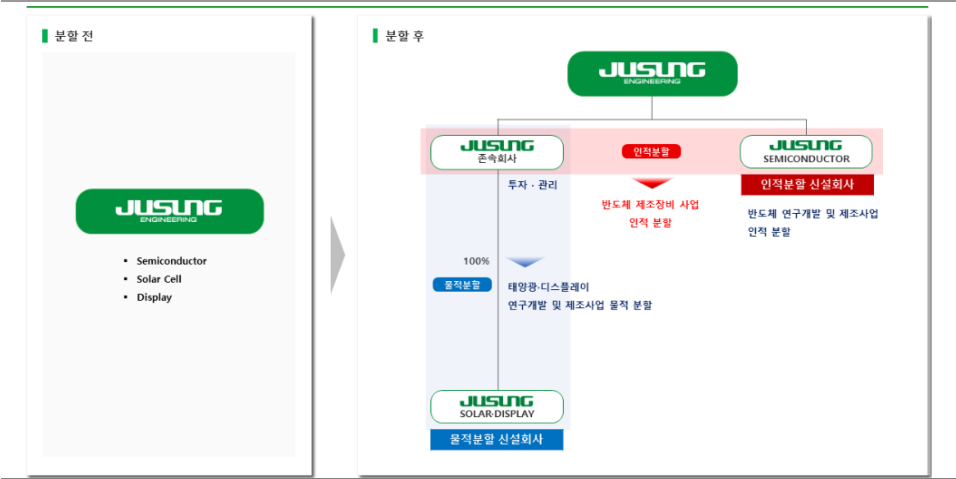 분할 전
JUSUNG
ENGINEERING
▪ Semiconductor
▪ Solar Cell
▪ Display
분할 후
JUSUNG
ENGINEERING
JUSUNG
존속회사
인적분할
JUSUNG
SEMICONDUCTOR
인적분할 신설회사
투자 · 관리
반도체 제조장비 사업
인적 분할
반도체 연구개발 및 제조사업
인적 분할
100%
물적분할
태양광·디스플레이
연구개발 및 제조사업 물적 분할
JUSUNG
SOLAR·DISPLAY
물적분할 신설회사